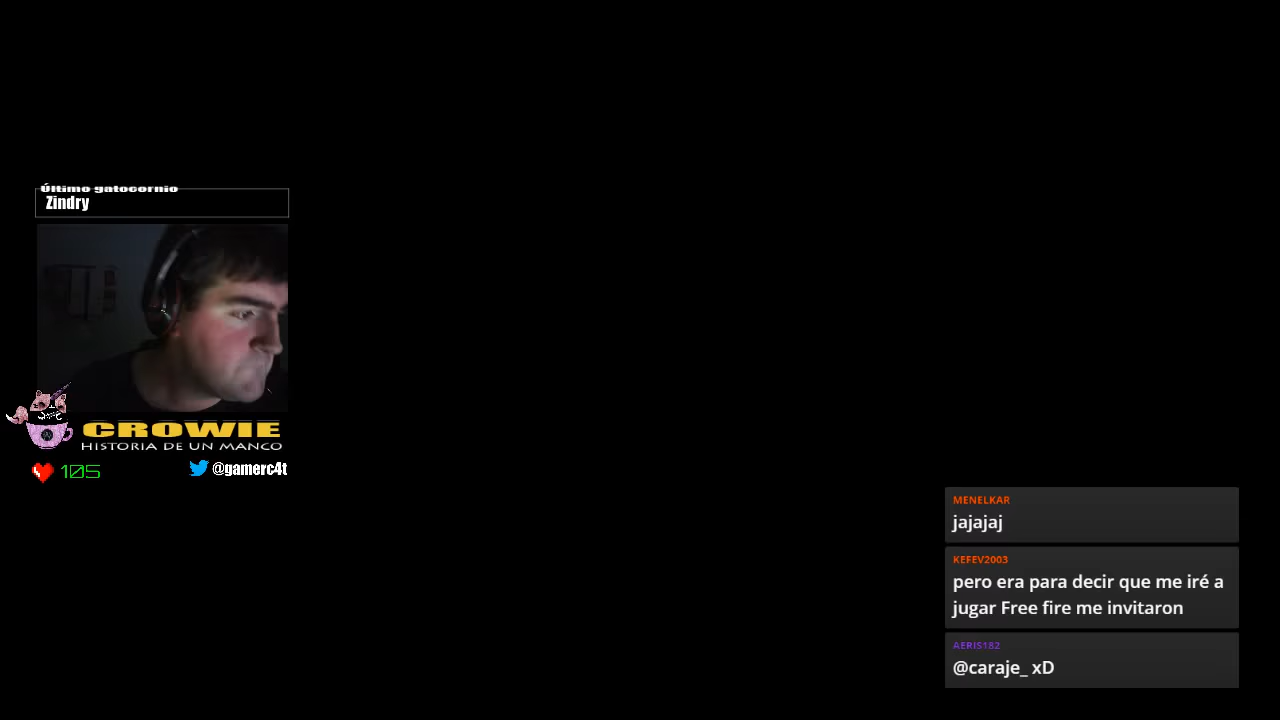 Último gatocornio
Zindry
CROWIE
HISTORIA DE UN MANCO
105
@gamerc4t
MENELKAR
jajajaj
KEFEV2003
pero era para decir que me iré a
jugar Free fire me invitaron
AERIS182
@caraje_ xD